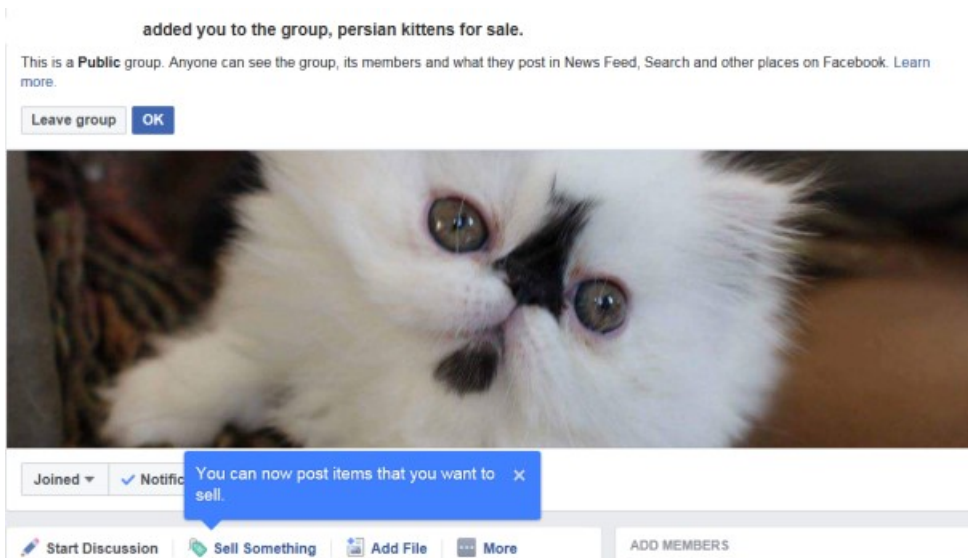 added you to the group, persian kittens for sale.
This is a Public group. Anyone can see the group, its members and what they post in News Feed, Search and other places on Facebook. Learn
more.
Leave group OK
Joined Notific
You can now post items that you want to
sell.
Start Discussion Sell Something Add File More
ADD MEMBERS